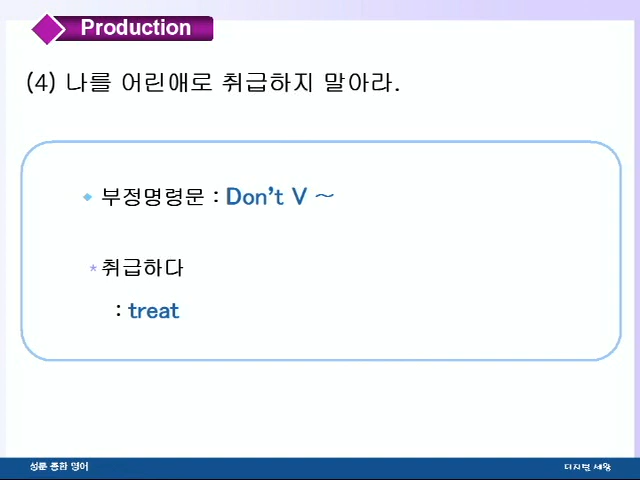 Production
(4) 나를 어린애로 취급하지 말아라.
부정명령문 : Don't V ~
*취급하다
: treat
성문 종합 영어
디지털 세왕